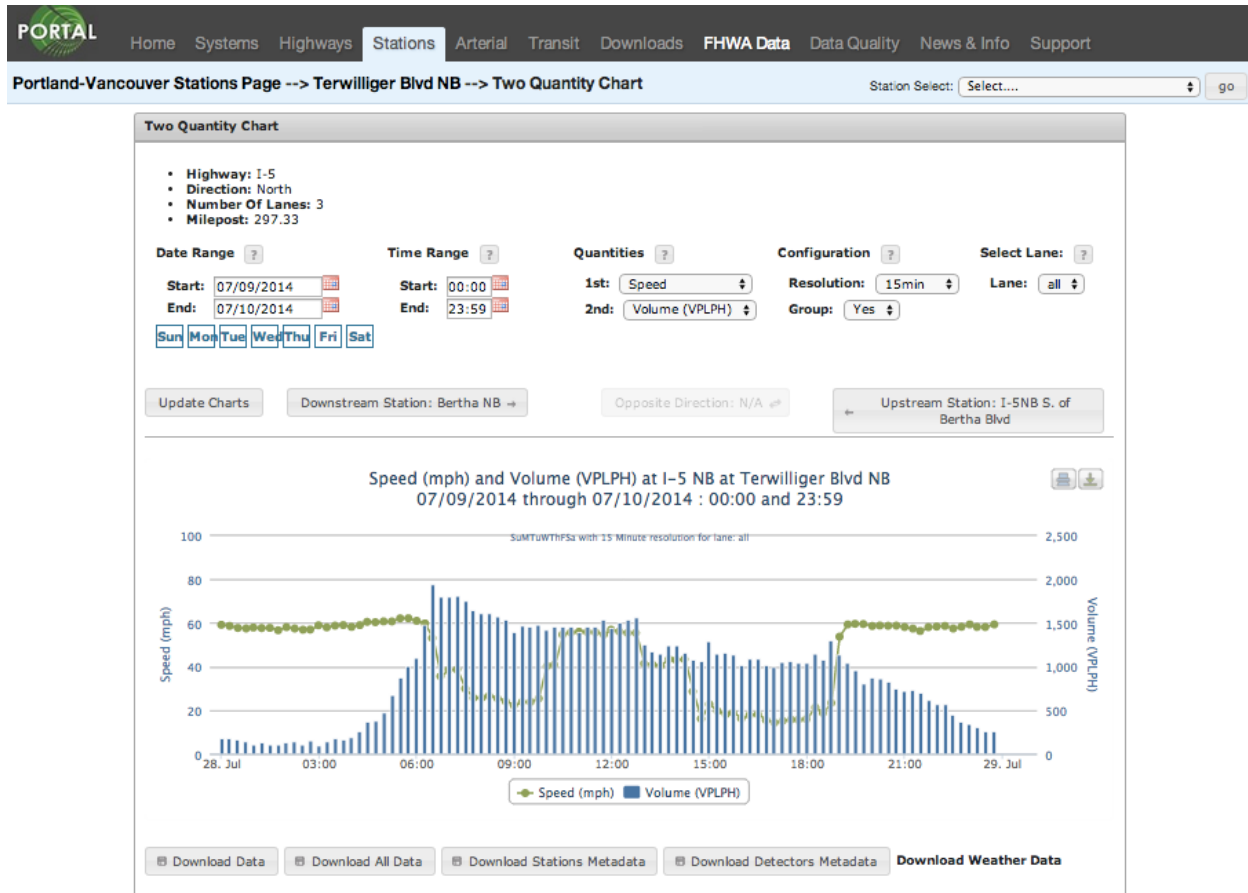 PORTAL
Home Systems Highways Stations Arterial Transit Downloads FHWA Data Data Quality News & Info Support
Portland-Vancouver Stations Page --> Terwilliger Blvd NB --> Two Quantity Chart Station Select: Select.... go
Two Quantity Chart
• Highway: I-5
• Direction: North
• Number Of Lanes: 3
• Milepost: 297.33
Date Range ? Time Range ? Quantities ? Configuration ? Select Lane: ?
Start: 07/09/2014 Start: 00:00 1st: Speed Resolution: 15min Lane: all
End: 07/10/2014 End: 23:59 2nd: Volume (VPLPH) Group: Yes
Sun Mon Tue Wed Thu Fri Sat
Update Charts Downstream Station: Bertha NB → Opposite Direction: N/A ⇌ ← Upstream Station: I-5NB S. of
Bertha Blvd
Speed (mph) and Volume (VPLPH) at I-5 NB at Terwilliger Blvd NB
07/09/2014 through 07/10/2014 : 00:00 and 23:59
SuMTuWThFSa with 15 Minute resolution for lane: all
100 2,500
80 2,000
60 1,500
40 1,000
20 500
0 0
Speed (mph)
Volume (VPLPH)
28. Jul 03:00 06:00 09:00 12:00 15:00 18:00 21:00 29. Jul
Speed (mph) Volume (VPLPH)
Download Data Download All Data Download Stations Metadata Download Detectors Metadata Download Weather Data